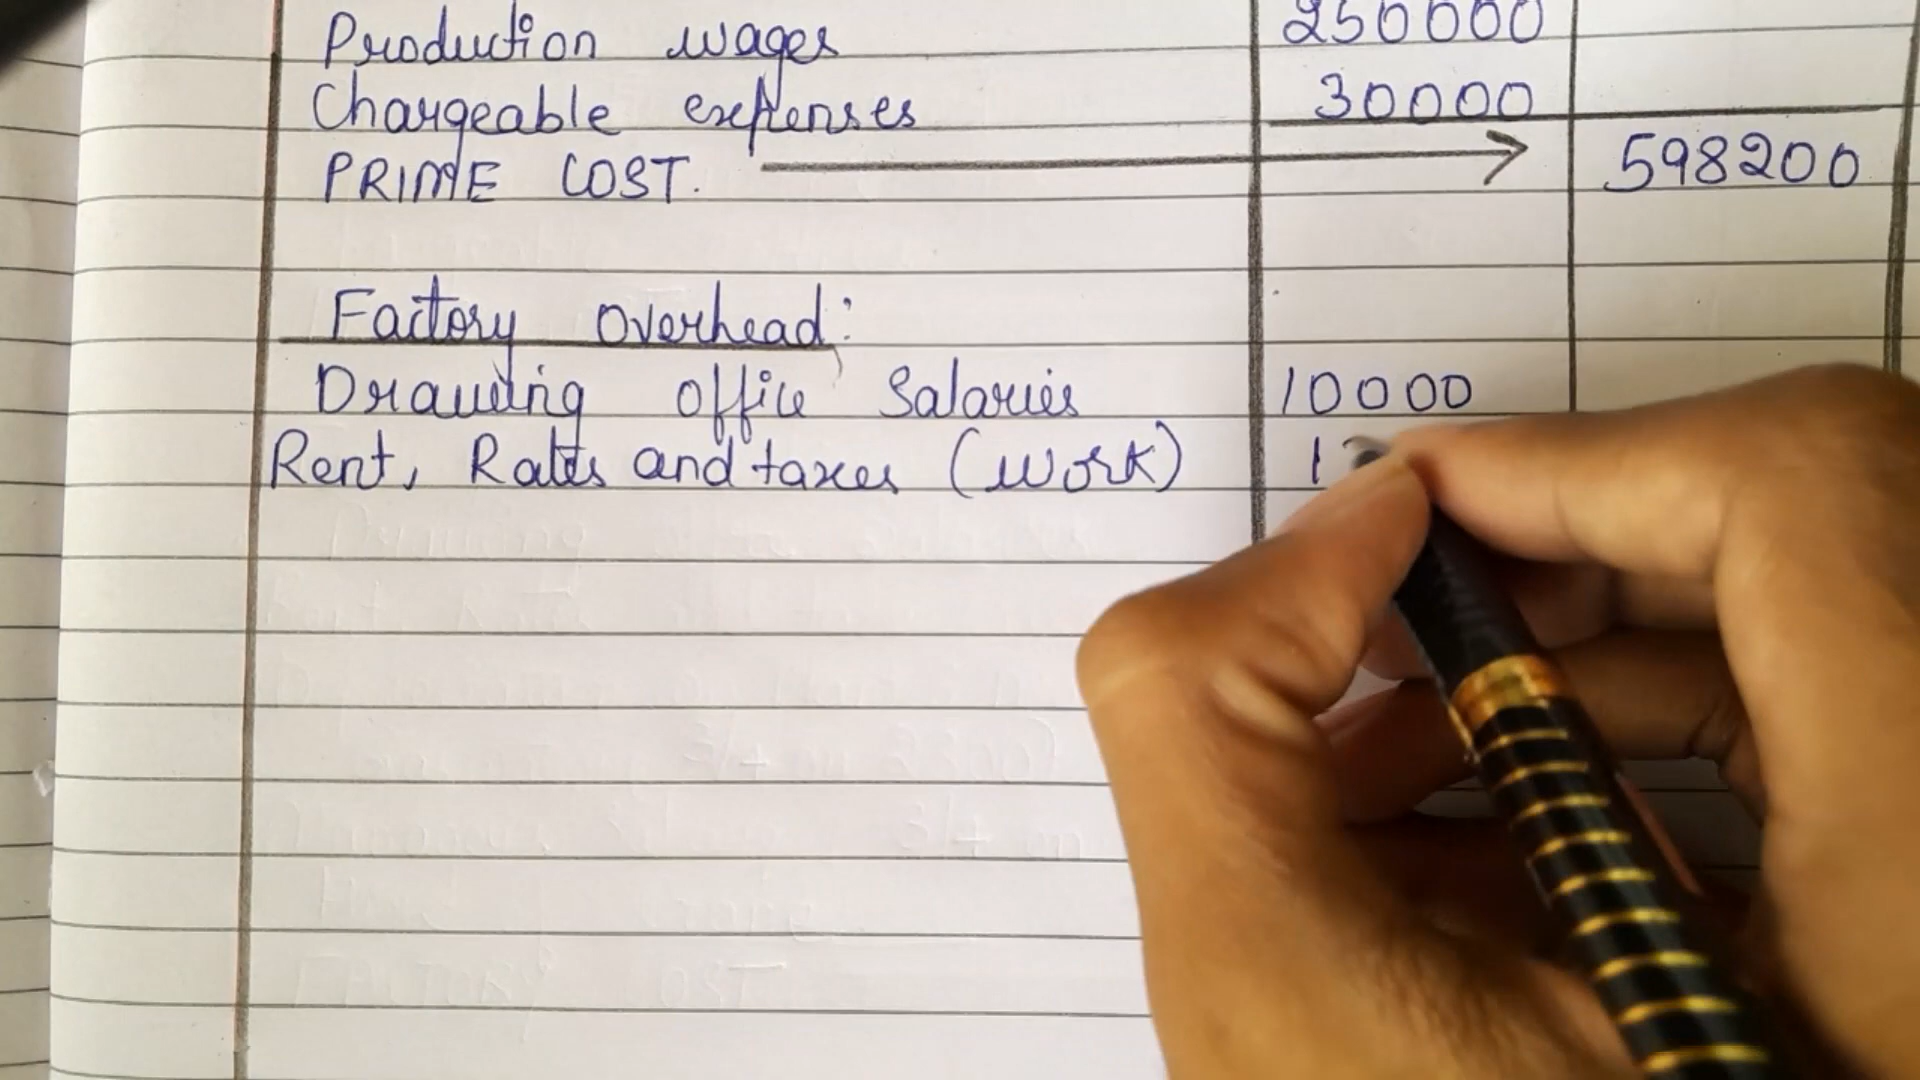 Production wages 250000
Chargeable expenses 30000
PRIME COST. 598200
Factory Overhead:
Drawing office Salaries 10000
Rent, Rates and taxes (Work) 1